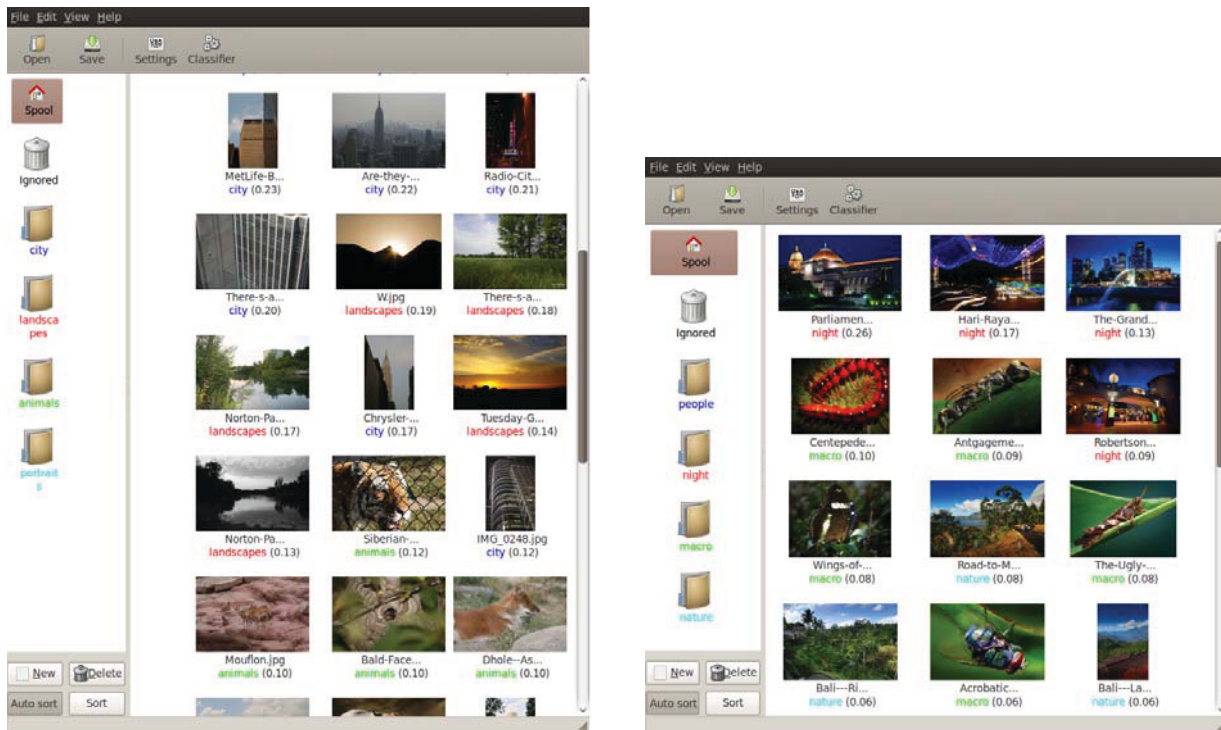 File Edit View Help
Open Save Settings Classifier
Spool
Ignored
city
landsca
pes
animals
portrait
s
MetLife-B... Are-they-... Radio-Cit...
city (0.23) city (0.22) city (0.21)
There-s-a... W.jpg There-s-a...
city (0.20) landscapes (0.19) landscapes (0.18)
Norton-Pa... Chrysler-... Tuesday-G...
landscapes (0.17) city (0.17) landscapes (0.14)
Norton-Pa... Siberian-... IMG_0248.jpg
landscapes (0.13) animals (0.12) city (0.12)
Mouflon.jpg Bald-Face... Dhole--As...
animals (0.10) animals (0.10) animals (0.10)
New Delete
Auto sort Sort
File Edit View Help
Open Save Settings Classifier
Spool
Ignored
people
night
macro
nature
Parliamen... Hari-Raya... The-Grand...
night (0.26) night (0.17) night (0.13)
Centepede... Antgageme... Robertson...
macro (0.10) macro (0.09) night (0.09)
Wings-of-... Road-to-M... The-Ugly-...
macro (0.08) nature (0.08) macro (0.08)
Bali---Ri... Acrobatic... Bali---La...
nature (0.06) macro (0.06) nature (0.06)
New Delete
Auto sort Sort